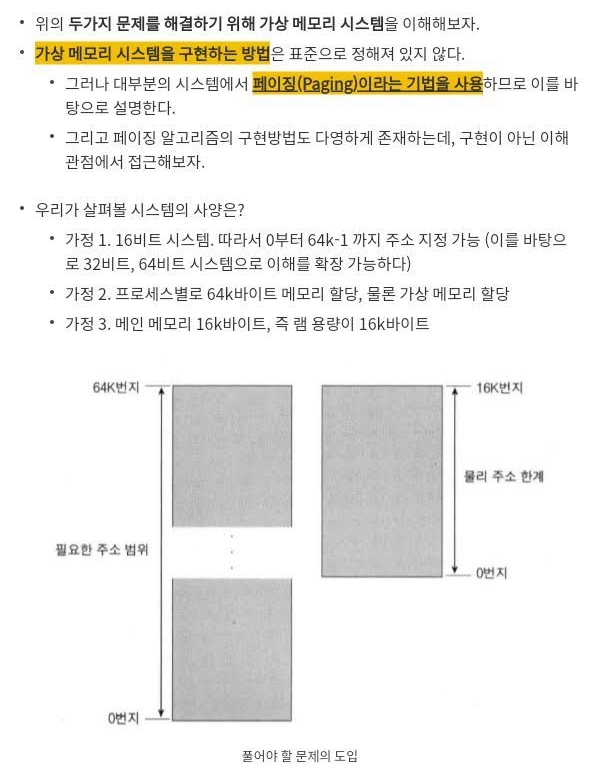 위의 두가지 문제를 해결하기 위해 가상 메모리 시스템을 이해해보자.
가상 메모리 시스템을 구현하는 방법은 표준으로 정해져 있지 않다.
그러나 대부분의 시스템에서 페이징(Paging)이라는 기법을 사용하므로 이를 바
탕으로 설명한다.
그리고 페이징 알고리즘의 구현방법도 다영하게 존재하는데, 구현이 아닌 이해
관점에서 접근해보자.
우리가 살펴볼 시스템의 사양은?
가정 1. 16비트 시스템. 따라서 0부터 64k-1 까지 주소 지정 가능 (이를 바탕으
로 32비트, 64비트 시스템으로 이해를 확장 가능하다)
가정 2. 프로세스별로 64k바이트 메모리 할당, 물론 가상 메모리 할당
가정 3. 메인 메모리 16k바이트, 즉 램 용량이 16k바이트
64K번지
16K번지
물리 주소 한계
필요한 주소 범위
0번지
0번지
풀어야 할 문제의 도입